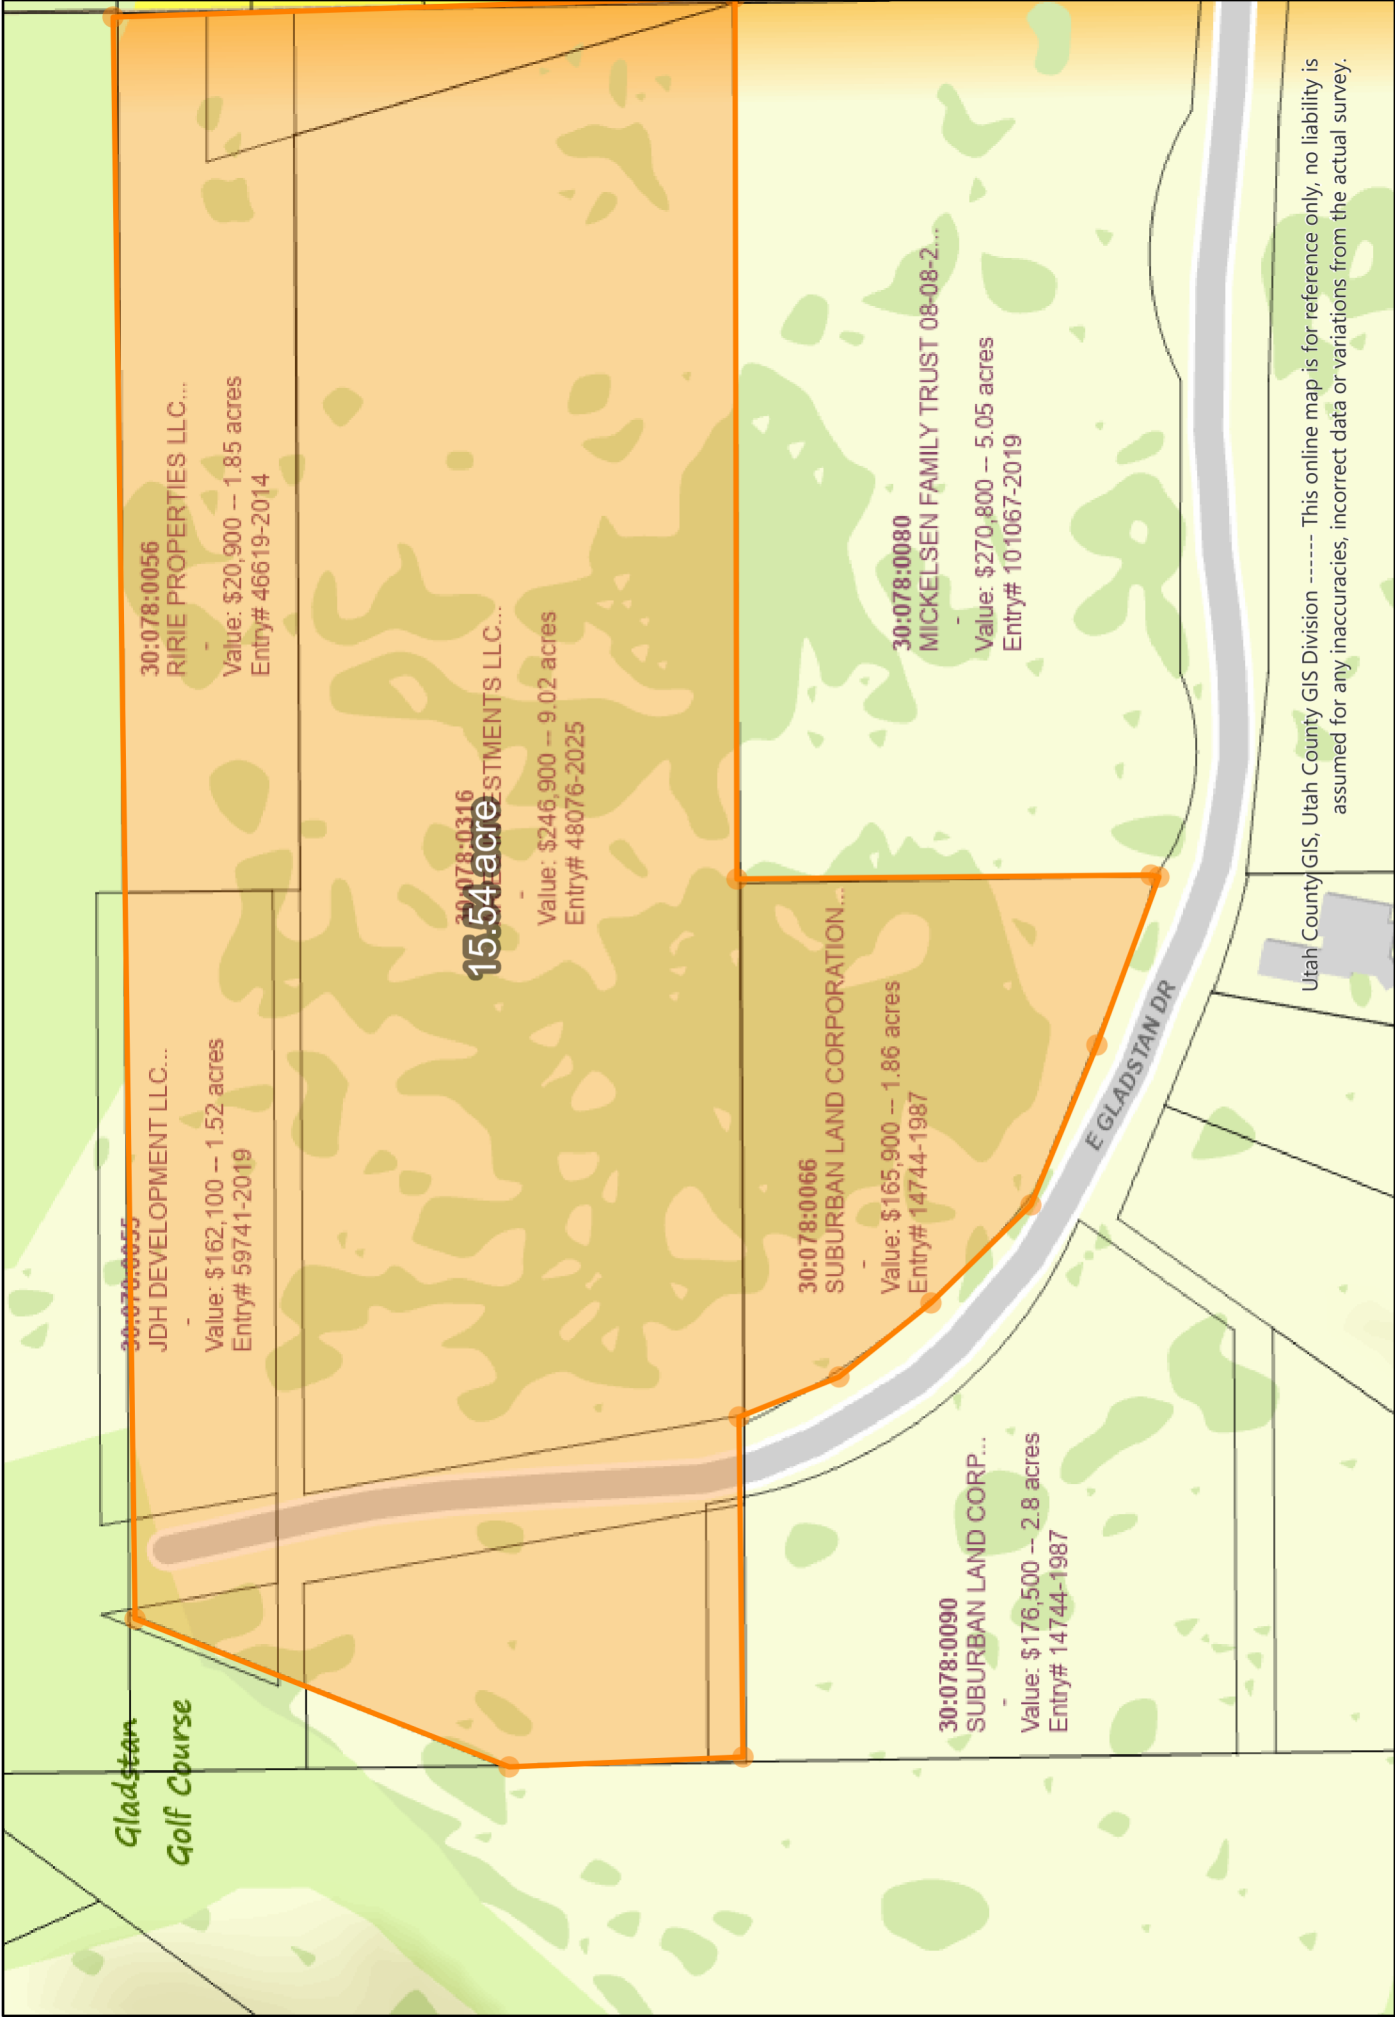 Gladstan
Golf Course
JDH DEVELOPMENT LLC...
-
Value: $162,100 -- 1.52 acres
Entry# 59741-2019
30:078:0056
RIRIE PROPERTIES LLC...
-
Value: $20,900 -- 1.85 acres
Entry# 46619-2014
30:078:0316
ESTMENTS LLC...
15.54 acre
-
Value: $246,900 -- 9.02 acres
Entry# 48076-2025
30:078:0066
SUBURBAN LAND CORPORATION...
-
Value: $165,900 -- 1.86 acres
Entry# 14744-1987
30:078:0080
MICKELSEN FAMILY TRUST 08-08-2...
-
Value: $270,800 -- 5.05 acres
Entry# 101067-2019
30:078:0090
SUBURBAN LAND CORP...
-
Value: $176,500 -- 2.8 acres
Entry# 14744-1987
E GLADSTAN DR
Utah County GIS, Utah County GIS Division ------- This online map is for reference only, no liability is
assumed for any inaccuracies, incorrect data or variations from the actual survey.